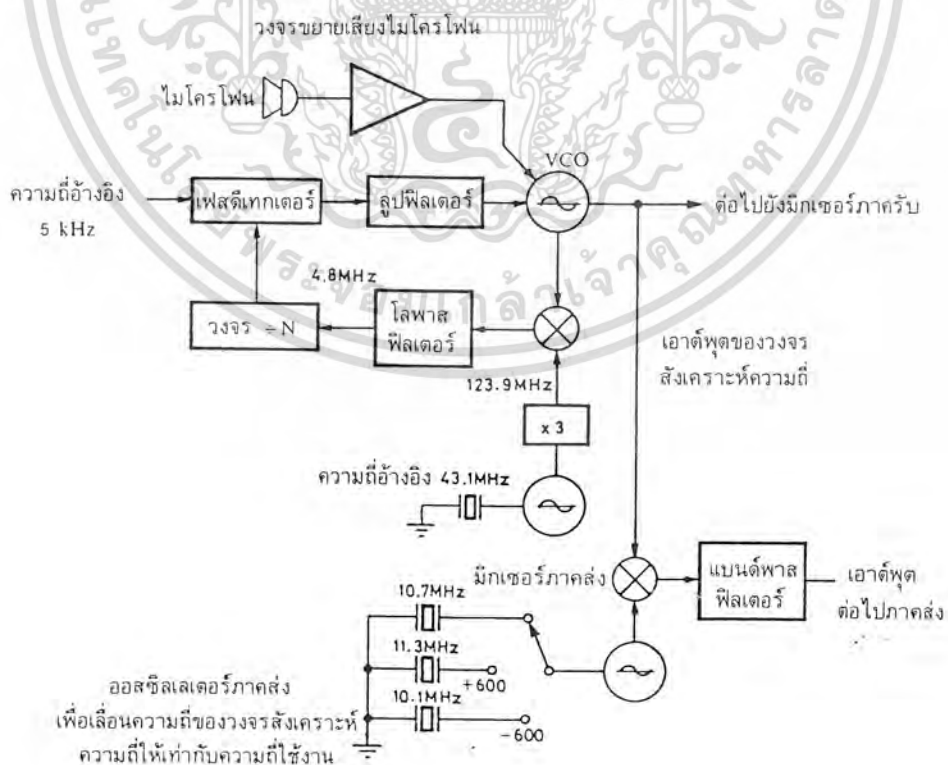 วงจรขยายเสียงไมโครโฟน
ไมโครโฟน
VCO
ความถี่อ้างอิง
5 kHz
เฟสดีเทกเตอร์
ลูปฟิลเตอร์
ต่อไปยังมิกเซอร์ภาครับ
4.8MHz
วงจร ÷N
โลพาส
ฟิลเตอร์
เอาต์พุตของวงจร
สังเคราะห์ความถี่
123.9MHz
x 3
ความถี่อ้างอิง 43.1MHz
มิกเซอร์ภาคส่ง
แบนด์พาส
ฟิลเตอร์
เอาต์พุต
ต่อไปภาคส่ง
10.7MHz
11.3MHz
+600
10.1MHz
-600
ออสซิลเลเตอร์ภาคส่ง
เพื่อเลื่อนความถี่ของวงจรสังเคราะห์
ความถี่ให้เท่ากับความถี่ใช้งาน